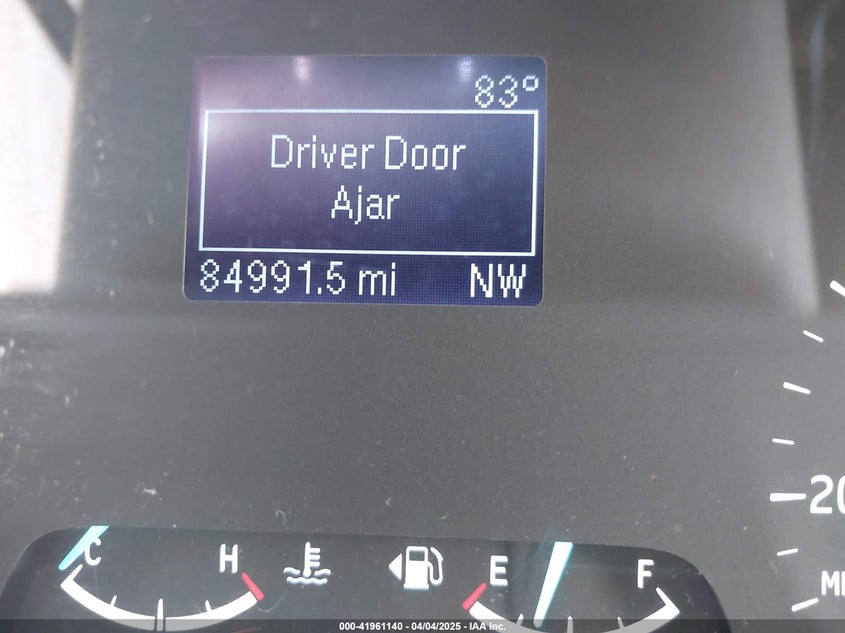 83°
Driver Door
Ajar
84991.5 mi NW
20
C H E F
000-41961140 - 04/04/2025 - IAA Inc.